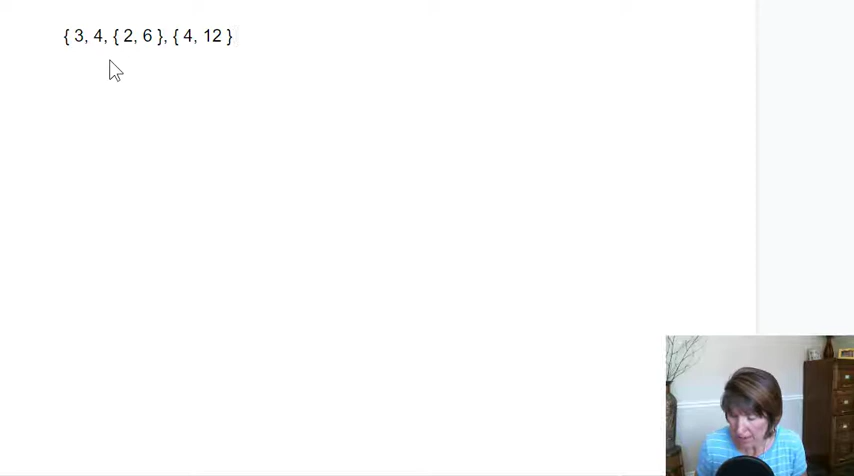 { 3, 4, { 2, 6 }, { 4, 12 }